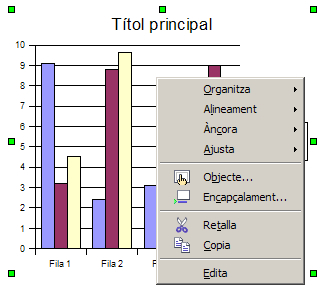 Títol principal
10
9
8
7
6
5
4
3
2
1
0
Fila 1
Fila 2
F
Organitza
Alineament
Àncora
Ajusta
Objecte...
Encapçalament...
Retalla
Copia
Edita